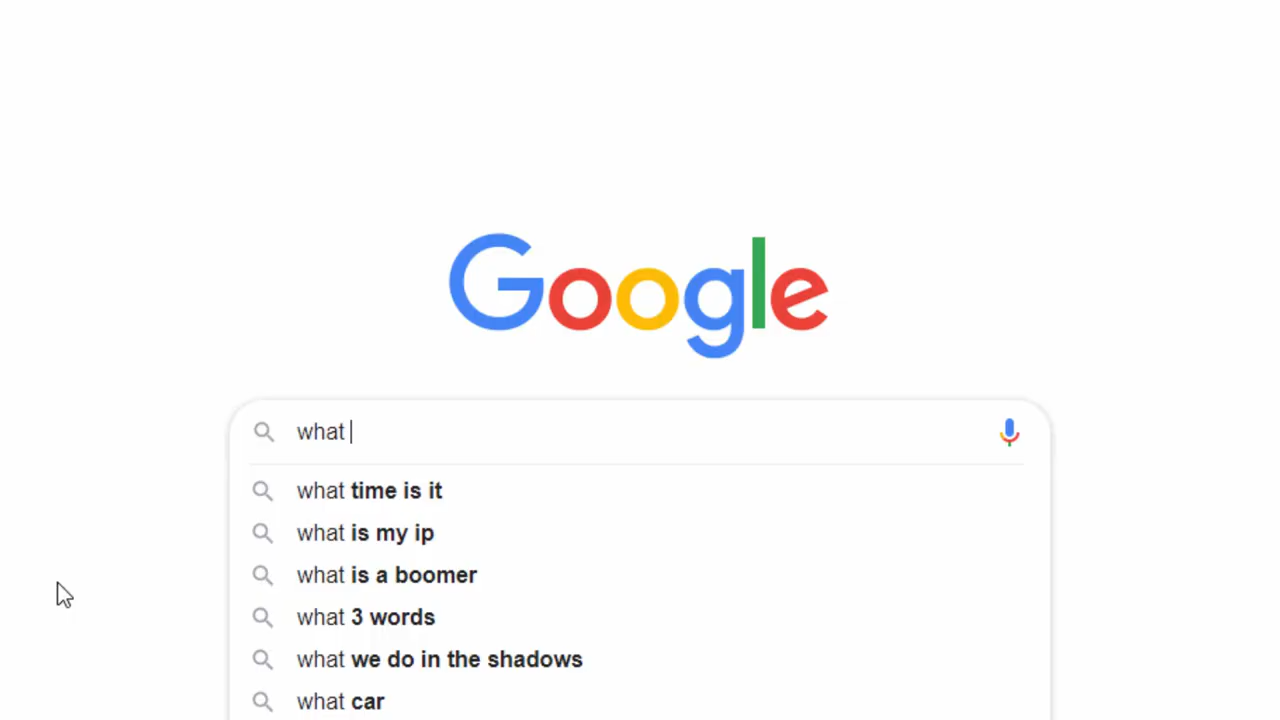 Google
what
what time is it
what is my ip
what is a boomer
what 3 words
what we do in the shadows
what car